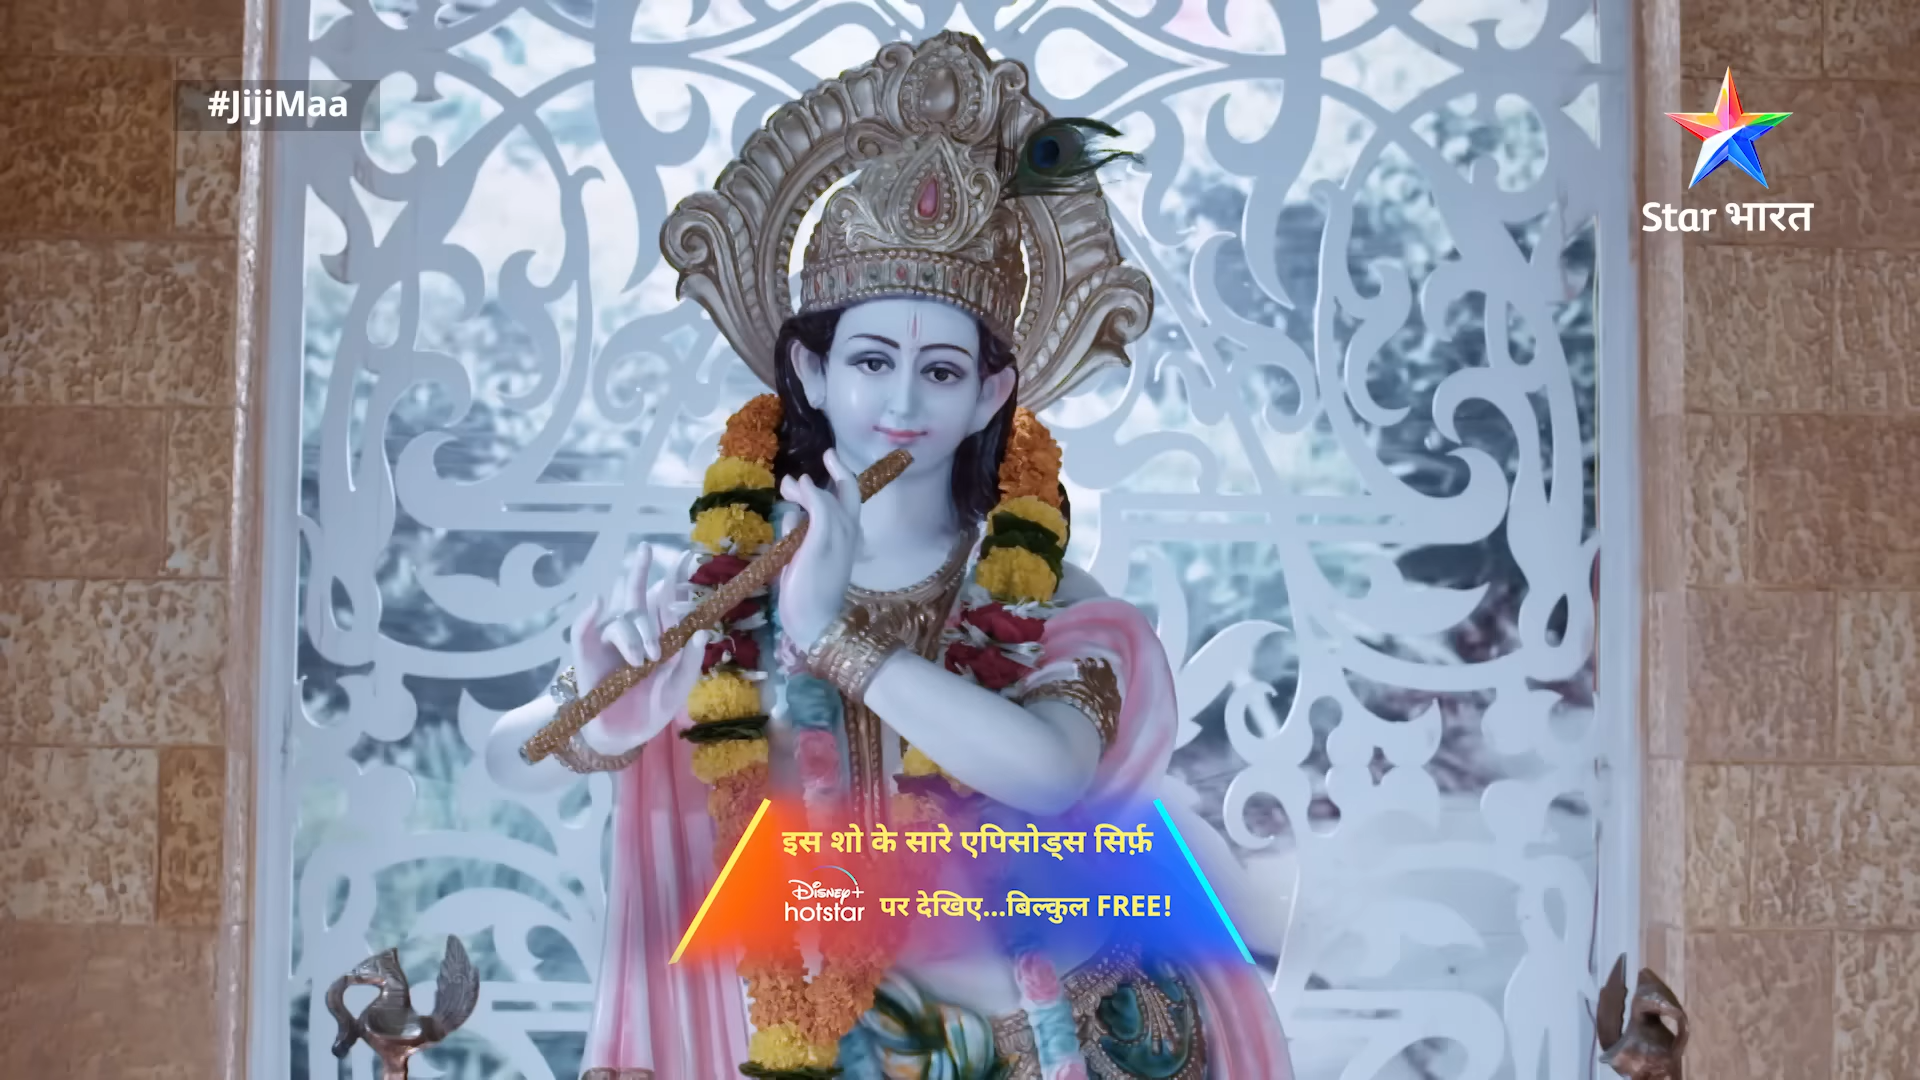 #JijiMaa
Star भारत
इस शो के सारे एपिसोड्स सिर्फ़
Disney+ hotstar पर देखिए...बिल्कुल FREE!